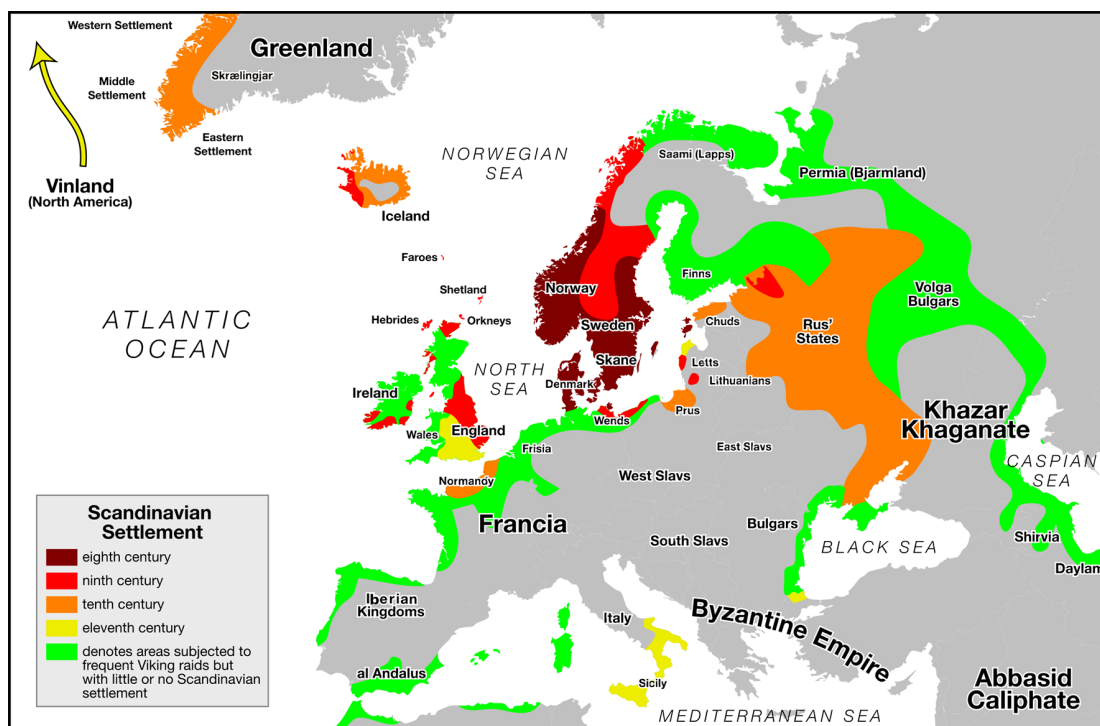 Western Settlement
Greenland
Skrælingjar
Middle
Settlement
Eastern
Settlement
Vinland
(North America)
NORWEGIAN
SEA
Saami (Lapps)
Permia (Bjarmland)
Iceland
Faroes
Shetland
Hebrides
Orkneys
ATLANTIC
OCEAN
Norway
Finns
Volga
Bulgars
Sweden
Chuds
Rus'
States
NORTH
SEA
Skane
Letts
Denmark
Lithuanians
Ireland
Prus
Wends
Khazar
Khaganate
Wales
England
Frisia
East Slavs
CASPIAN
SEA
West Slavs
Normandy
Francia
Bulgars
BLACK SEA
Shirvia
South Slavs
Daylam
Iberian
Kingdoms
Italy
Byzantine Empire
al Andalus
Sicily
Abbasid
Caliphate
MEDITERRANEAN SEA
Scandinavian
Settlement
eighth century
ninth century
tenth century
eleventh century
denotes areas subjected to
frequent Viking raids but
with little or no Scandinavian
settlement